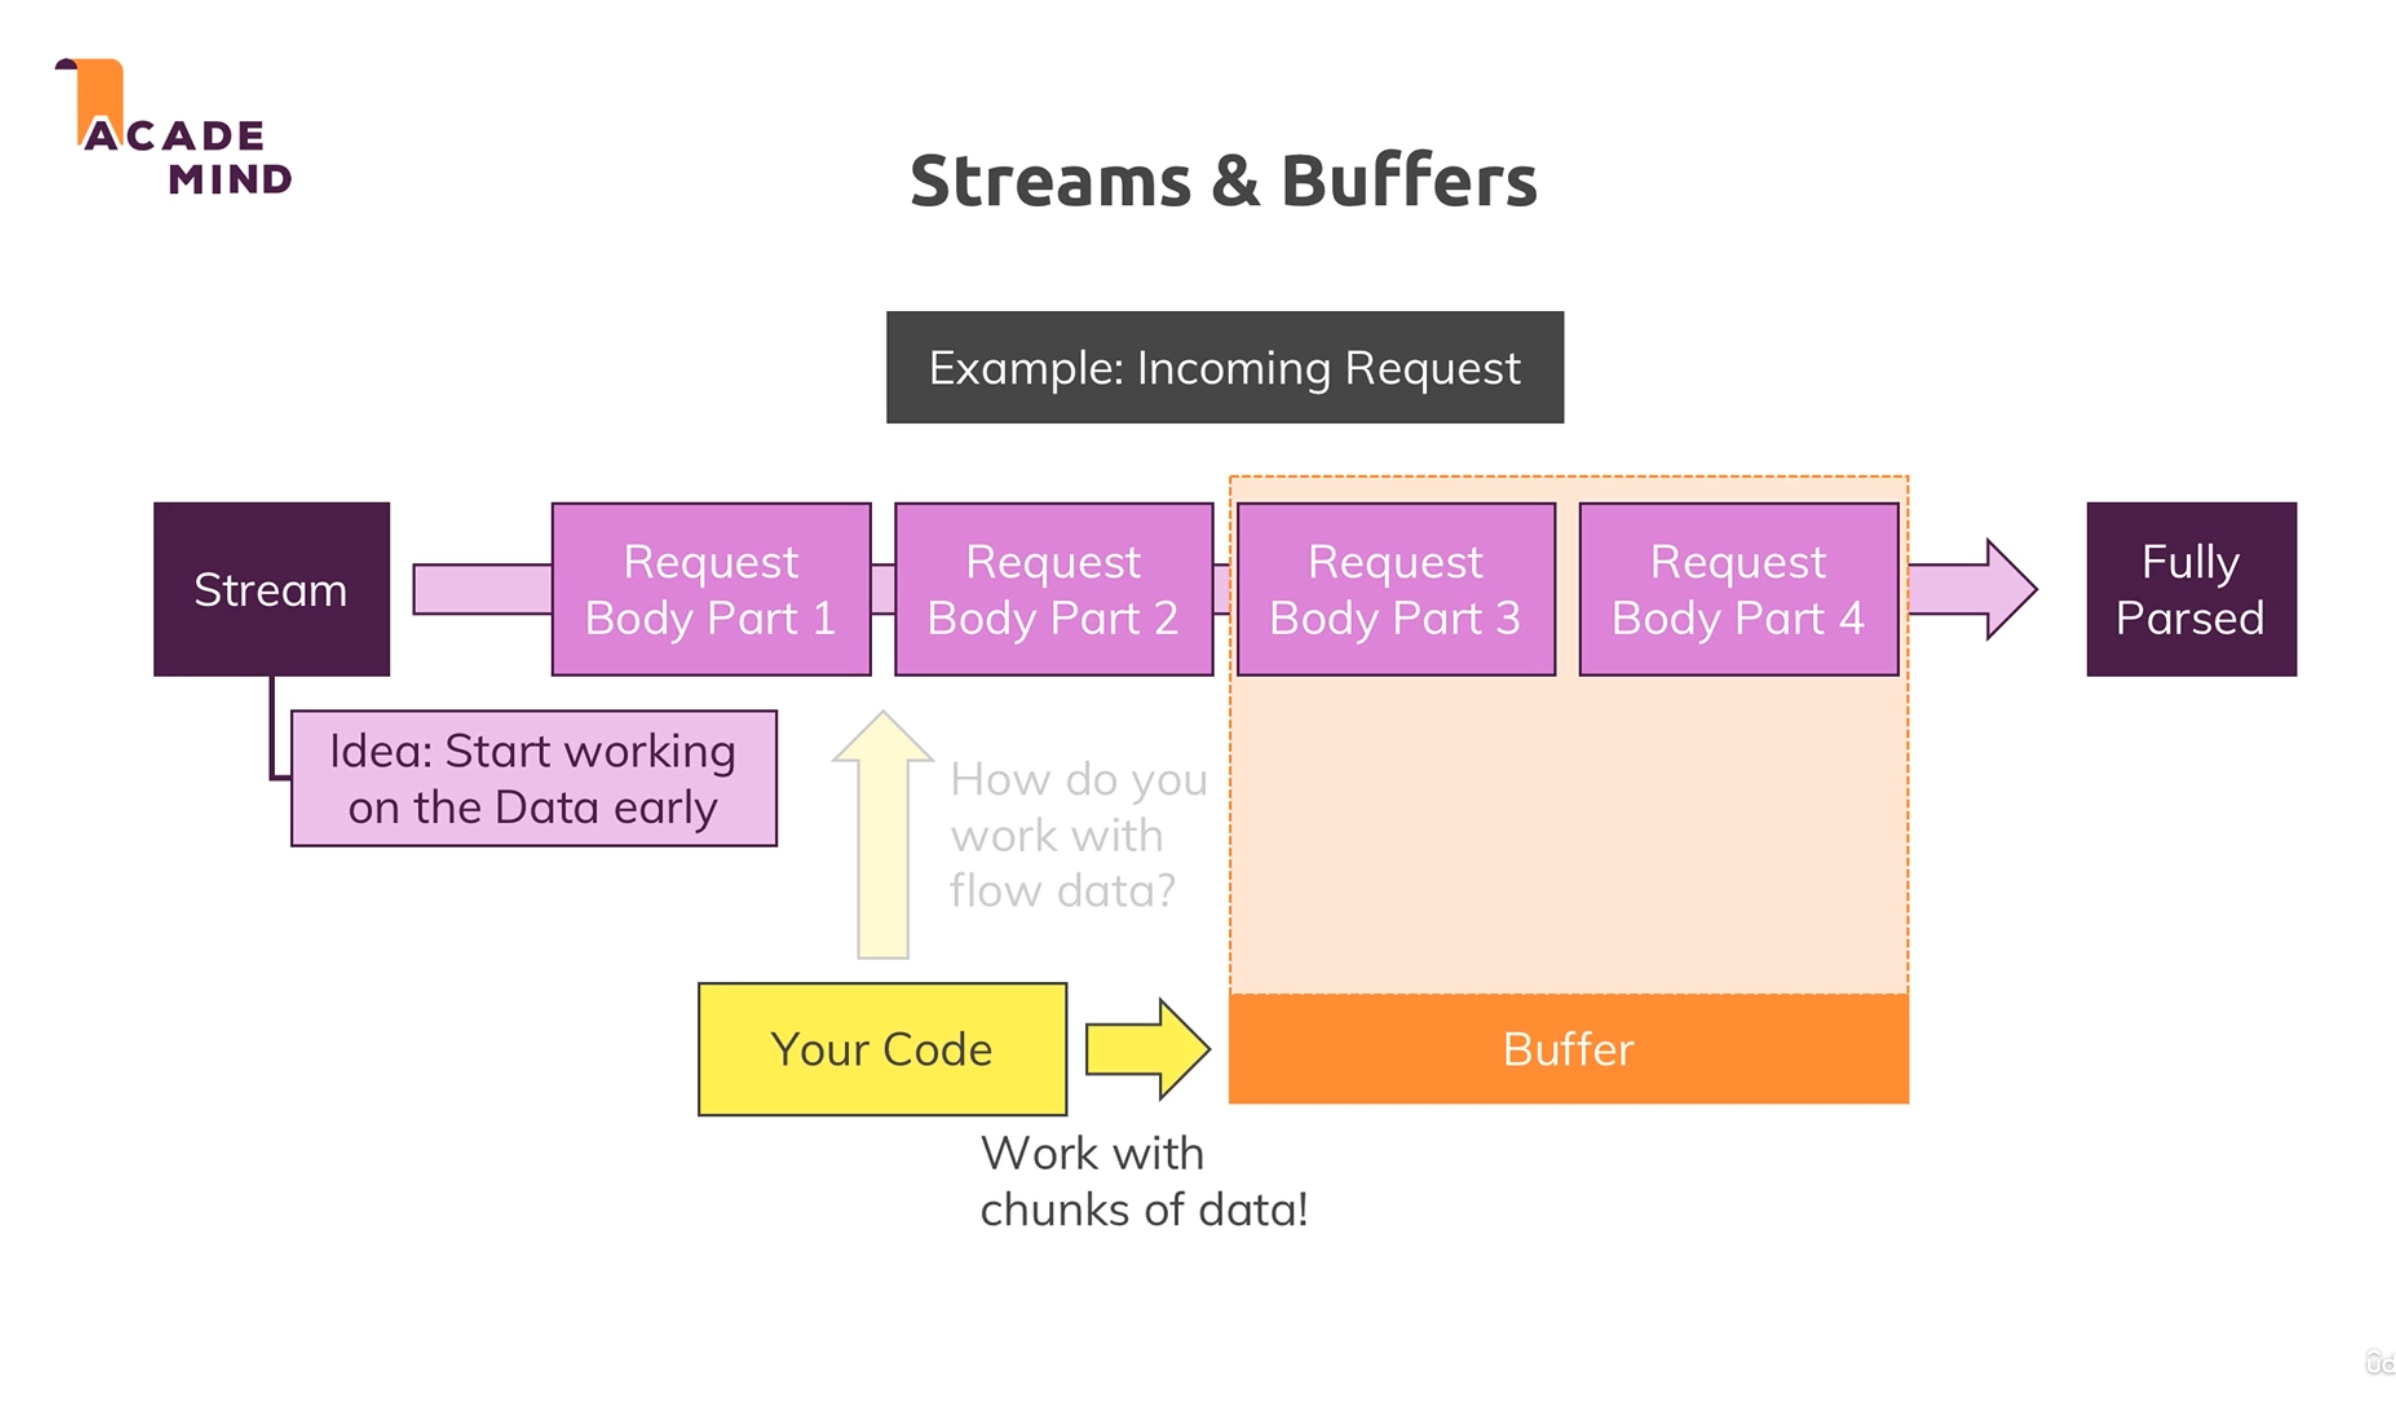 ACADE
MIND
Streams & Buffers
Example: Incoming Request
Stream
Request
Body Part 1
Request
Body Part 2
Request
Body Part 3
Request
Body Part 4
Fully
Parsed
Idea: Start working
on the Data early
How do you
work with
flow data?
Your Code
Buffer
Work with
chunks of data!